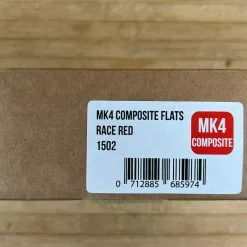 MK4 COMPOSITE FLATS
RACE RED
1502
MK4
COMPOSITE
0 712885 685974